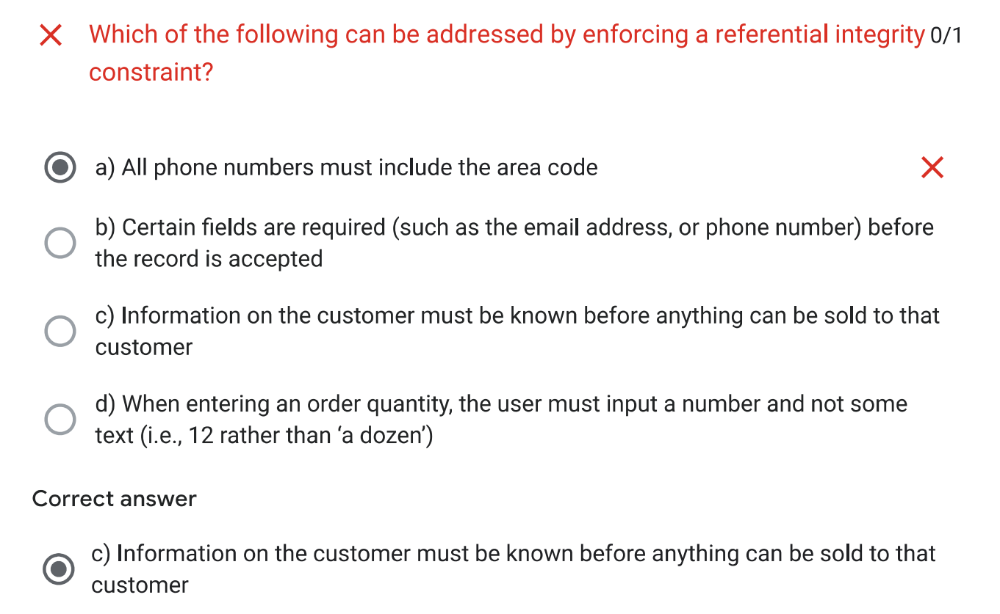 Which of the following can be addressed by enforcing a referential integrity 0/1
constraint?
a) All phone numbers must include the area code
b) Certain fields are required (such as the email address, or phone number) before
the record is accepted
c) Information on the customer must be known before anything can be sold to that
customer
d) When entering an order quantity, the user must input a number and not some
text (i.e., 12 rather than ‘a dozen’)
Correct answer
c) Information on the customer must be known before anything can be sold to that
customer